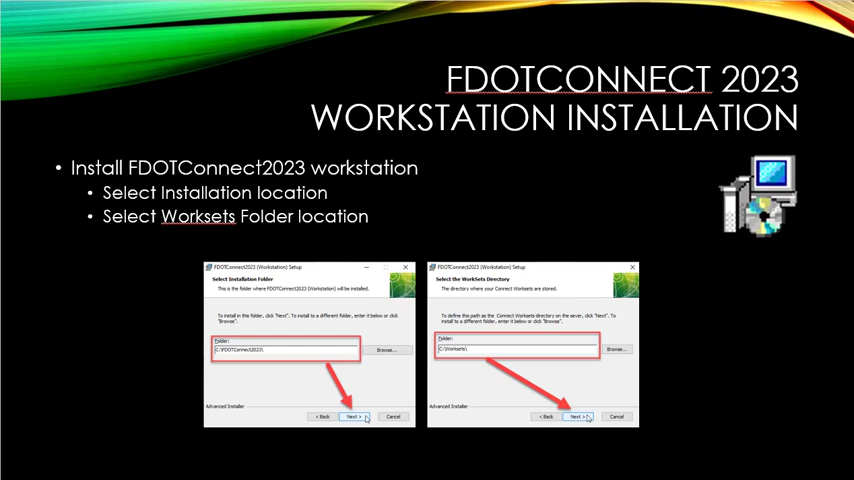 FDOTCONNECT 2023
WORKSTATION INSTALLATION
• Install FDOTConnect2023 workstation
• Select Installation location
• Select Worksets Folder location
FDOTConnect2023 (Workstation) Setup
Select Installation Folder
This is the folder where FDOTConnect2023 (Workstation) will be installed.
To install in this folder, click "Next". To install to a different folder, enter it below or click
"Browse".
Folder:
C:\FDOTConnect2023\
Browse...
Advanced Installer
< Back
Next >
Cancel
FDOTConnect2023 (Workstation) Setup
Select the WorkSets Directory
The directory where your Connect Worksets are stored.
To define this path as the Connect Worksets directory on the server, click "Next". To
install to a different folder, enter it below or click "Browse".
Folder:
C:\Worksets\
Browse...
Advanced Installer
< Back
Next >
Cancel